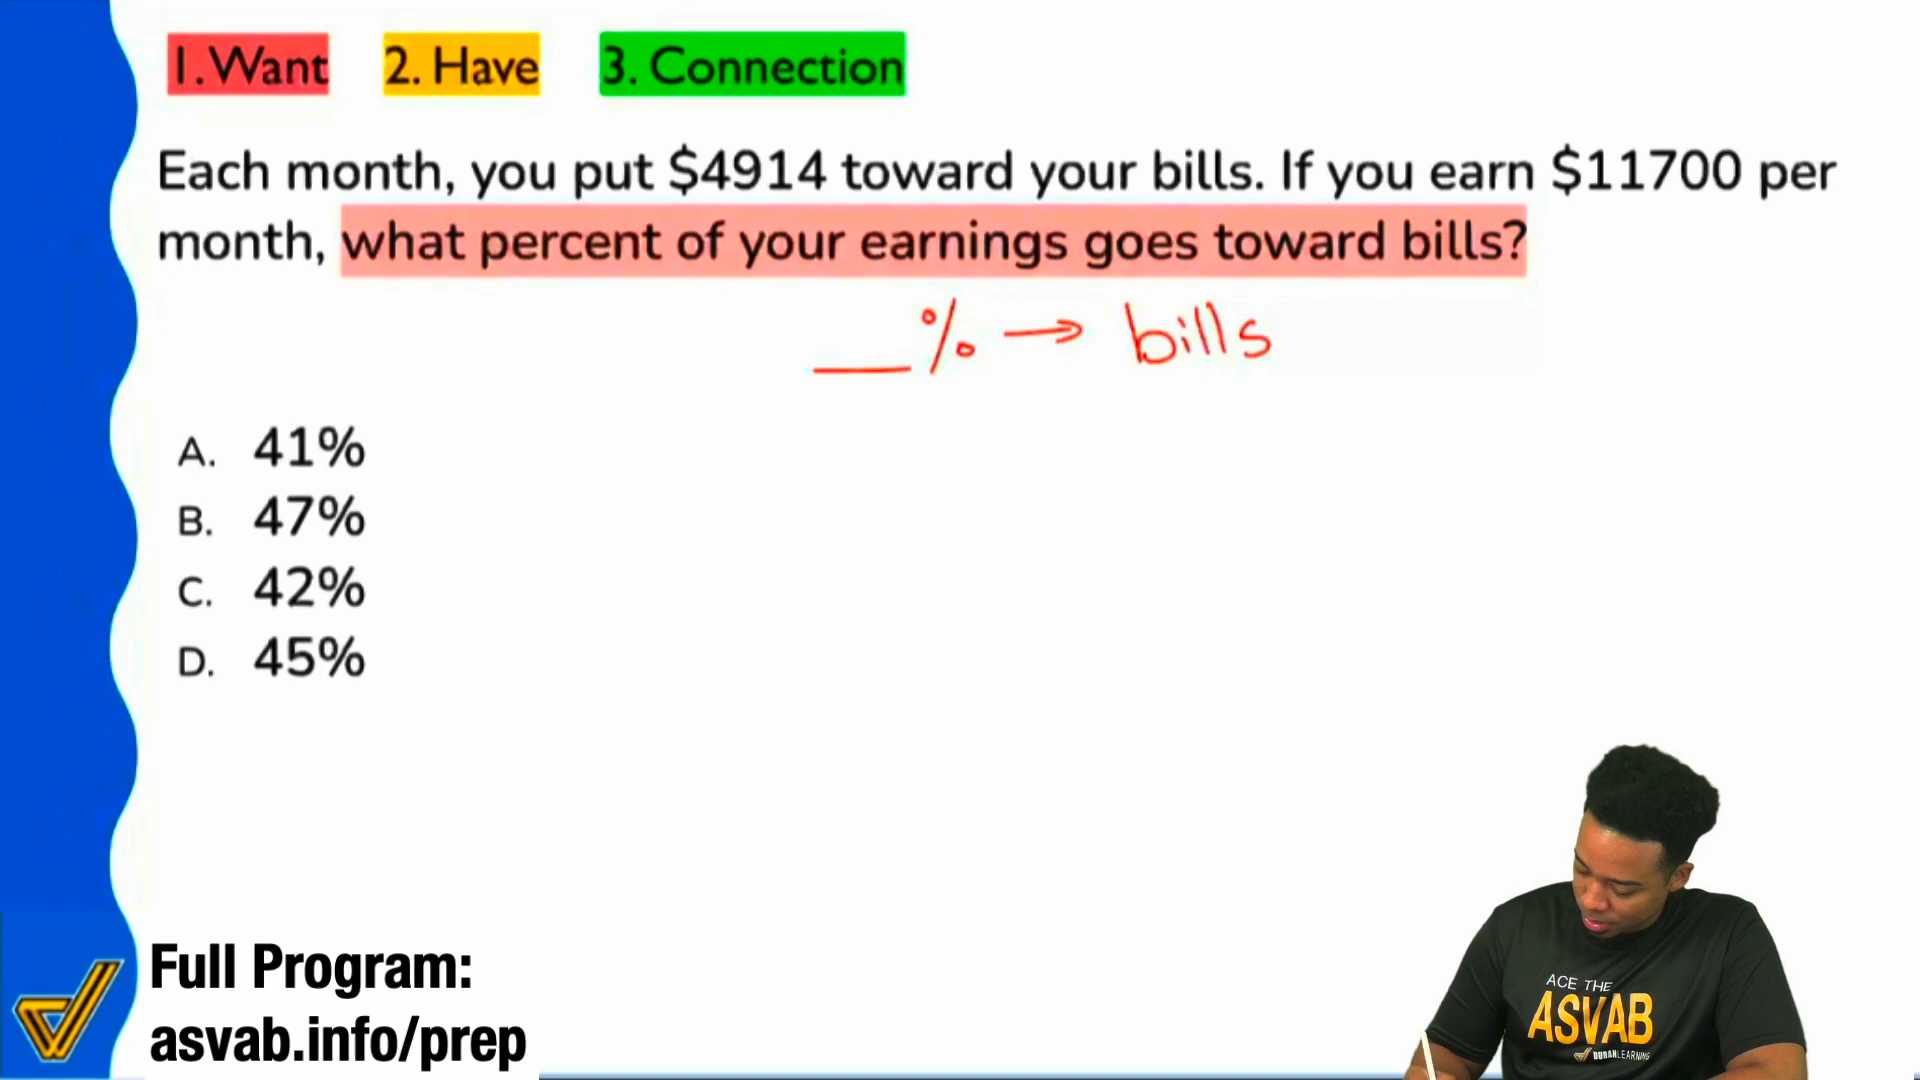 1. Want 2. Have 3. Connection
Each month, you put $4914 toward your bills. If you earn $11700 per
month, what percent of your earnings goes toward bills?
__% → bills
A. 41%
B. 47%
C. 42%
D. 45%
Full Program:
asvab.info/prep
ACE THE
ASVAB
DURANLEARNING